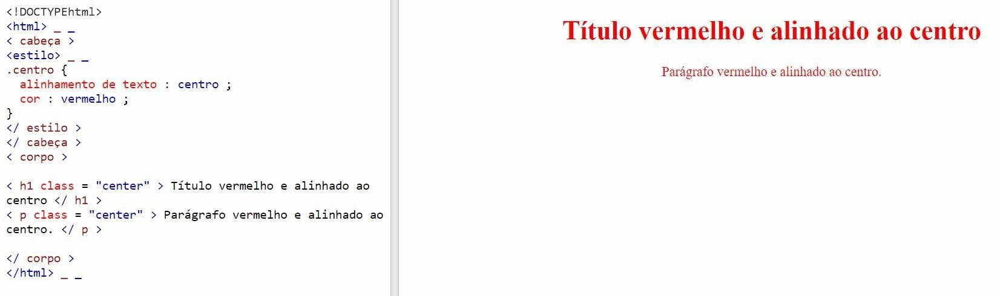 <!DOCTYPEhtml>
<html> _ _
< cabeça >
<estilo> _ _
.centro {
alinhamento de texto : centro ;
cor : vermelho ;
}
</ estilo >
</ cabeça >
< corpo >
< h1 class = "center" > Título vermelho e alinhado ao
centro </ h1 >
< p class = "center" > Parágrafo vermelho e alinhado ao
centro. </ p >
</ corpo >
</html> _ _
Título vermelho e alinhado ao centro
Parágrafo vermelho e alinhado ao centro.